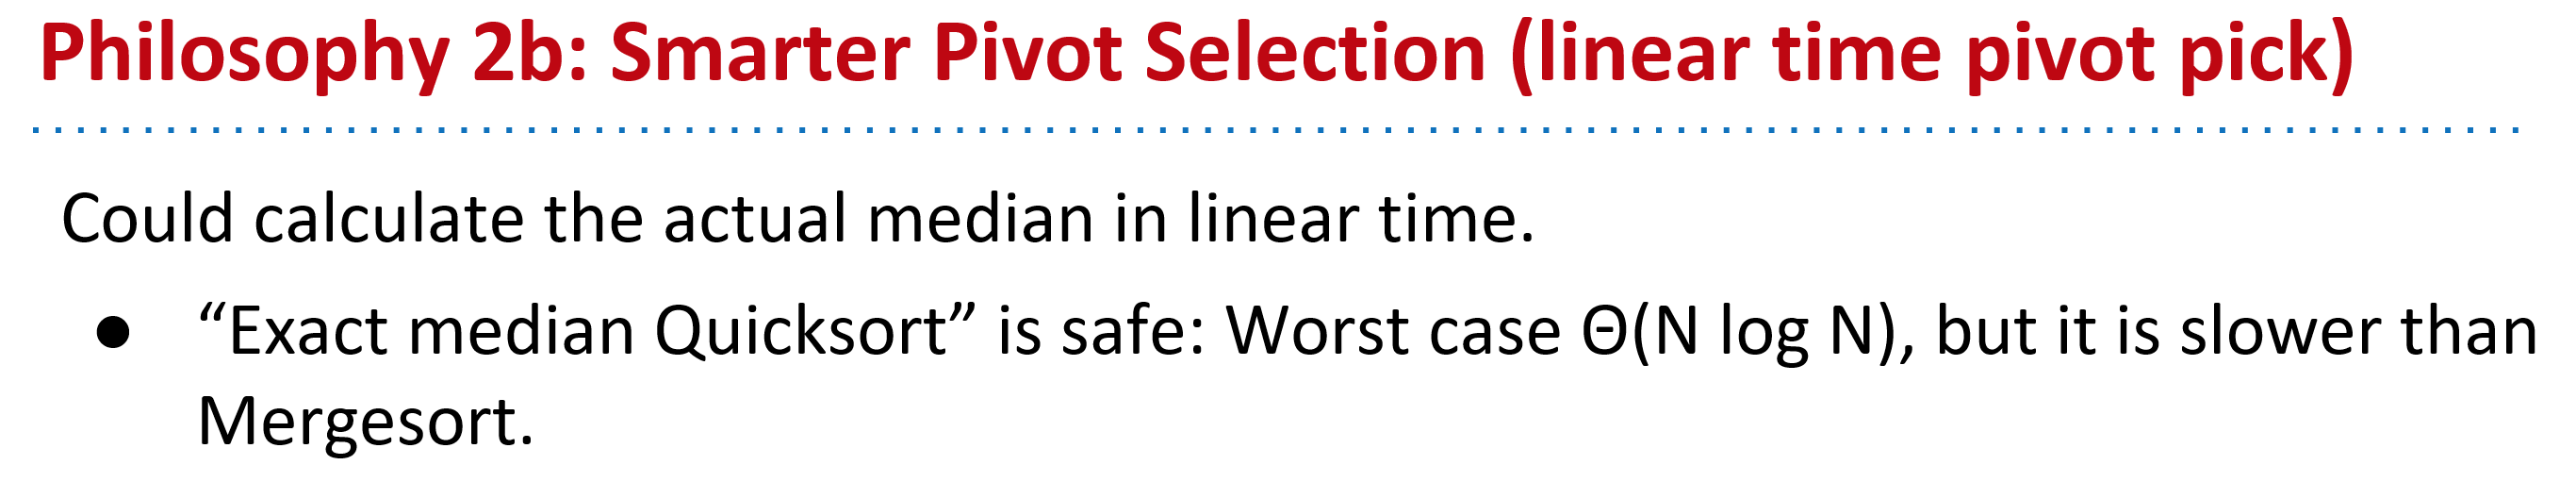 Philosophy 2b: Smarter Pivot Selection (linear time pivot pick)
Could calculate the actual median in linear time.
● “Exact median Quicksort” is safe: Worst case Θ(N log N), but it is slower than
Mergesort.